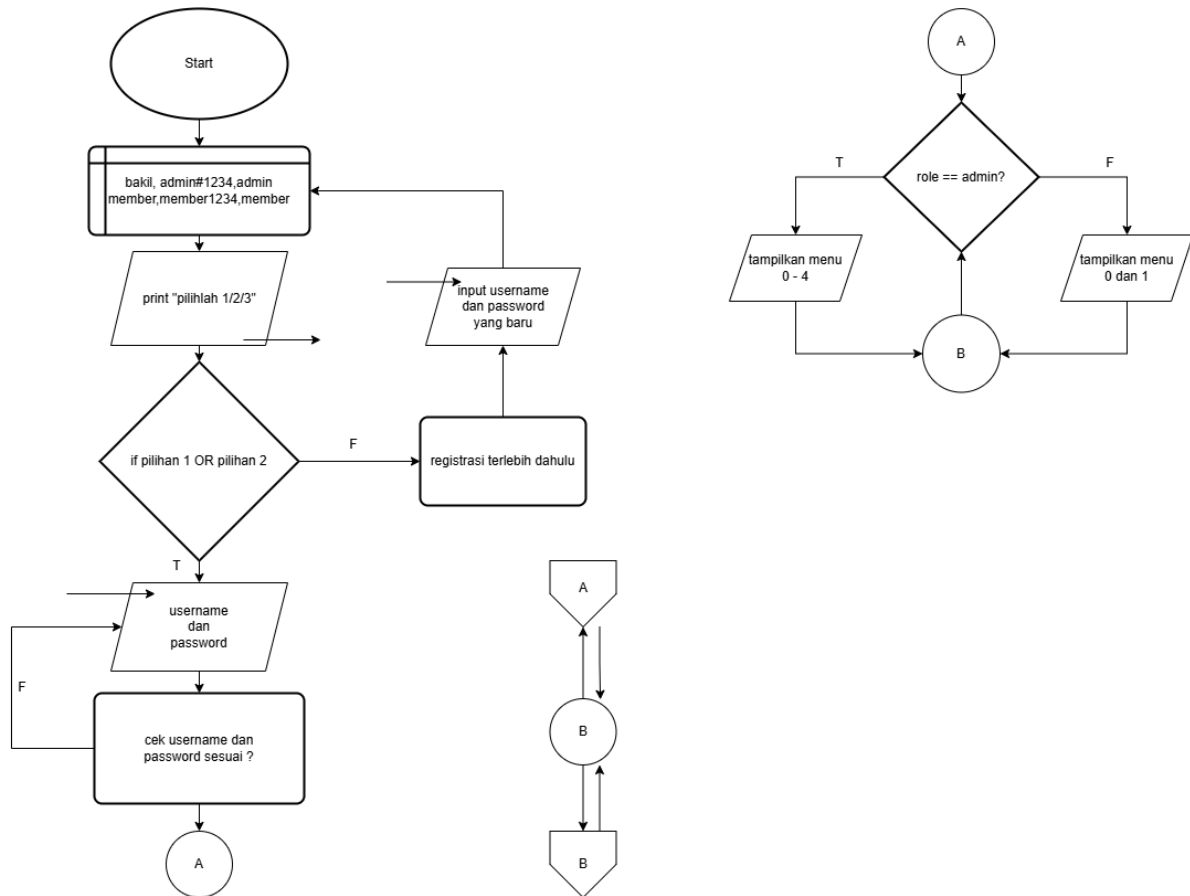 Start
bakil, admin#1234,admin
member,member1234,member
print "pilihlah 1/2/3"
if pilihan 1 OR pilihan 2
F
registrasi terlebih dahulu
input username
dan password
yang baru
T
username
dan
password
F
cek username dan
password sesuai ?
A
A
B
B
A
role == admin?
T
F
tampilkan menu
0 - 4
tampilkan menu
0 dan 1
B